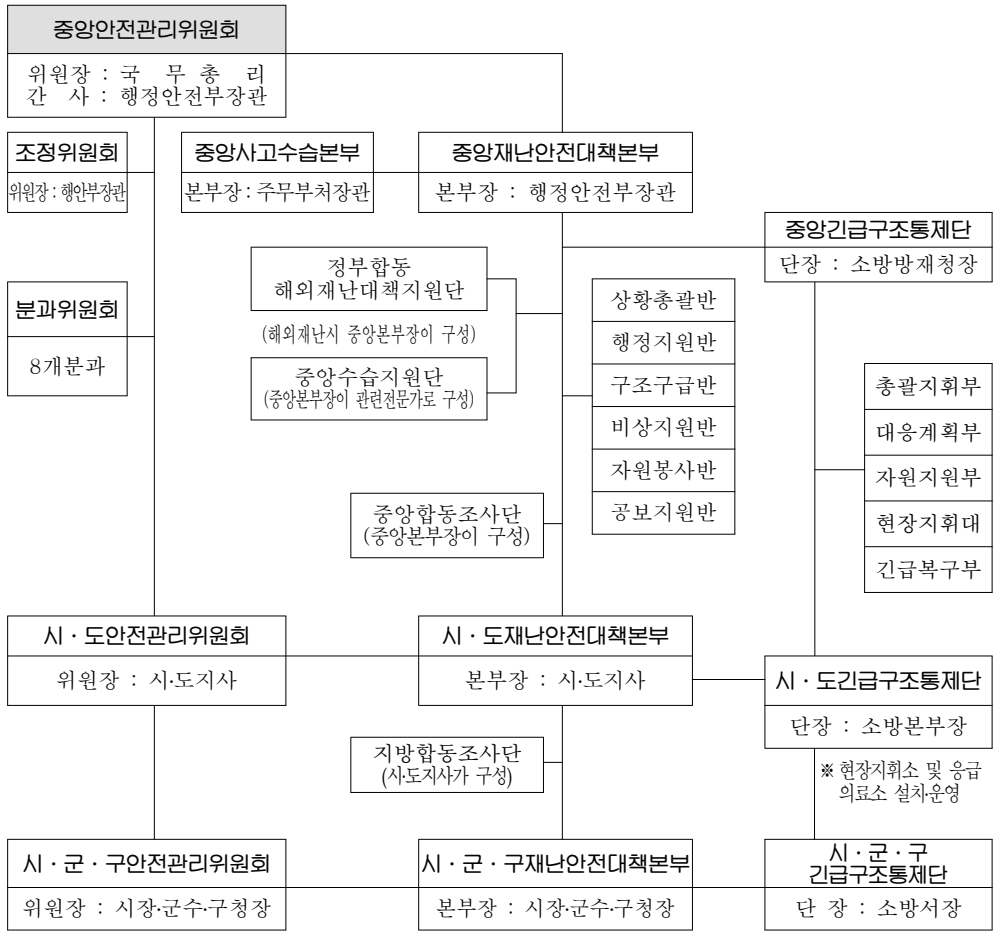 중앙안전관리위원회
위원장 : 국 무 총 리
간 사 : 행정안전부장관
조정위원회
위원장 : 행안부장관
중앙사고수습본부
본부장 : 주무부처장관
중앙재난안전대책본부
본부장 : 행정안전부장관
중앙긴급구조통제단
단장 : 소방방재청장
분과위원회
8개분과
정부합동
해외재난대책지원단
(해외재난시 중앙본부장이 구성)
중앙수습지원단
(중앙본부장이 관련전문가로 구성)
상황총괄반
행정지원반
구조구급반
비상지원반
자원봉사반
공보지원반
총괄지휘부
대응계획부
자원지원부
현장지휘대
긴급복구부
중앙합동조사단
(중앙본부장이 구성)
시·도안전관리위원회
위원장 : 시·도지사
시·도재난안전대책본부
본부장 : 시·도지사
시·도긴급구조통제단
단장 : 소방본부장
지방합동조사단
(시·도지사가 구성)
※ 현장지휘소 및 응급
의료소 설치·운영
시·군·구안전관리위원회
위원장 : 시장·군수·구청장
시·군·구재난안전대책본부
본부장 : 시장·군수·구청장
시·군·구
긴급구조통제단
단 장 : 소방서장